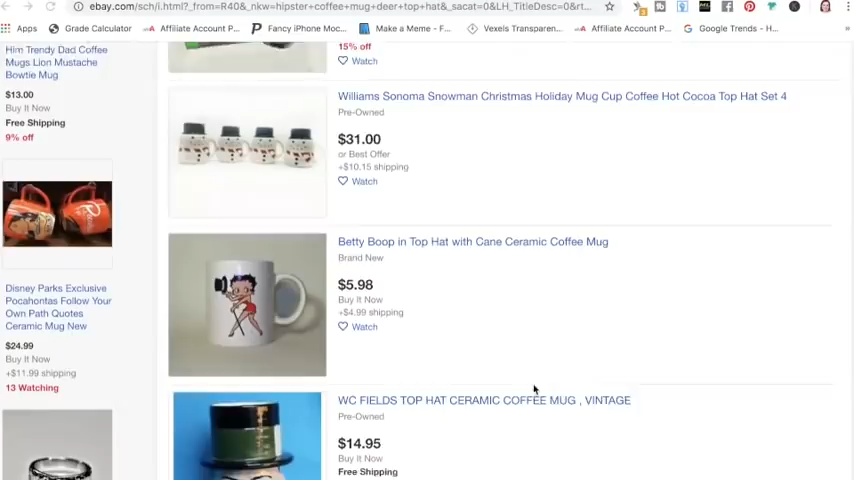 ebay.com/sch/i.html?_from=R40&_nkw=hipster+coffee+mug+deer+top+hat&_sacat=0&LH_TitleDesc=0&rt...
Apps
Grade Calculator
Affiliate Account P...
Fancy iPhone Moc...
Make a Meme - F...
Vexels Transparen...
Affiliate Account P...
Google Trends - H...
Him Trendy Dad Coffee
Mugs Lion Mustache
Bowtie Mug
$13.00
Buy It Now
Free Shipping
9% off
Disney Parks Exclusive
Pocahontas Follow Your
Own Path Quotes
Ceramic Mug New
$24.99
Buy It Now
+$11.99 shipping
13 Watching
15% off
Watch
Williams Sonoma Snowman Christmas Holiday Mug Cup Coffee Hot Cocoa Top Hat Set 4
Pre-Owned
$31.00
or Best Offer
+$10.15 shipping
Watch
Betty Boop in Top Hat with Cane Ceramic Coffee Mug
Brand New
$5.98
Buy It Now
+$4.99 shipping
Watch
WC FIELDS TOP HAT CERAMIC COFFEE MUG , VINTAGE
Pre-Owned
$14.95
Buy It Now
Free Shipping